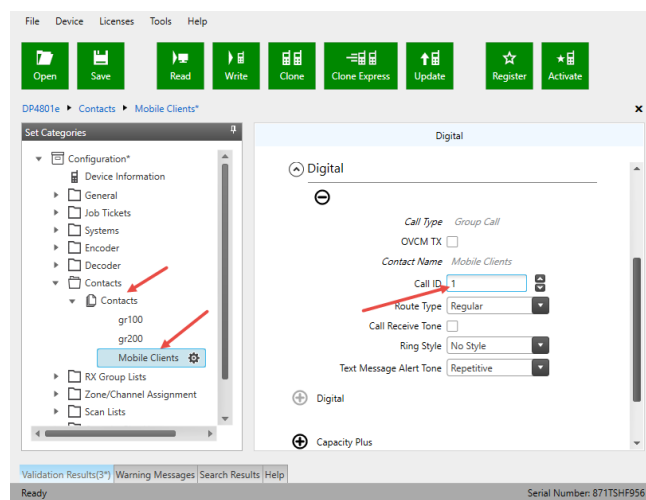 File Device Licenses Tools Help
Open Save Read Write Clone Clone Express Update Register Activate
DP4801e Contacts Mobile Clients* x
Set Categories
Configuration*
Device Information
General
Job Tickets
Systems
Encoder
Decoder
Contacts
Contacts
gr100
gr200
Mobile Clients
RX Group Lists
Zone/Channel Assignment
Scan Lists
Digital
Digital
Call Type Group Call
OVCM TX
Contact Name Mobile Clients
Call ID 1
Route Type Regular
Call Receive Tone
Ring Style No Style
Text Message Alert Tone Repetitive
Digital
Capacity Plus
Validation Results(3*) Warning Messages Search Results Help
Ready Serial Number: 871TSHF956